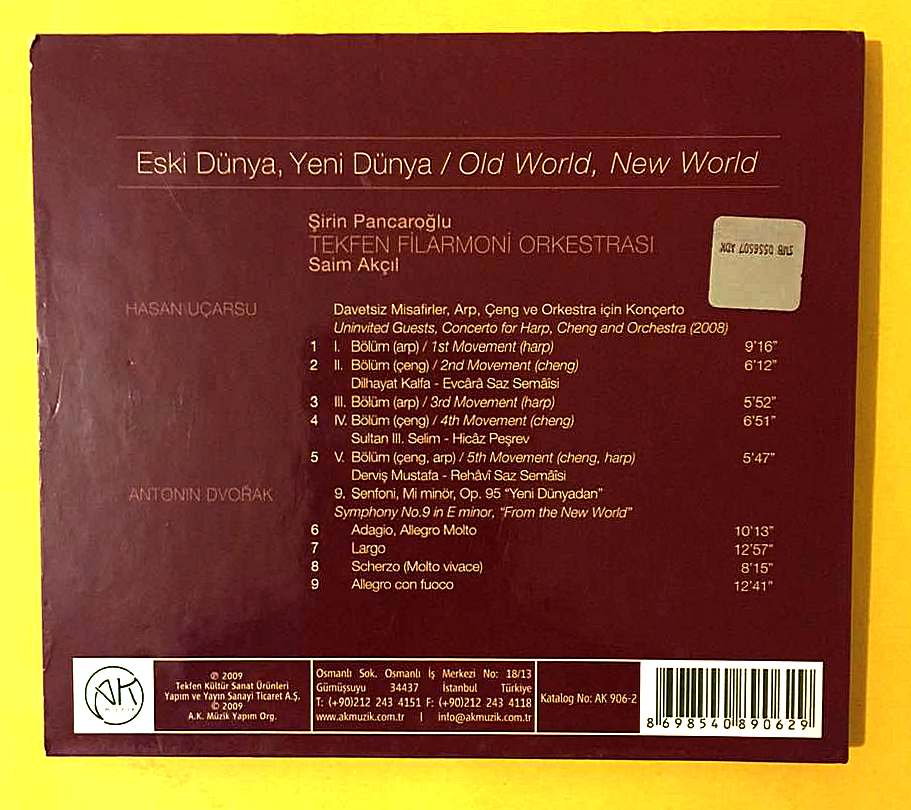 Eski Dünya, Yeni Dünya / Old World, New World
Şirin Pancaroğlu
TEKFEN FİLARMONİ ORKESTRASI
Saim Akçıl
HASAN UÇARSU
Davetsiz Misafirler, Arp, Çeng ve Orkestra için Konçerto
Uninvited Guests, Concerto for Harp, Cheng and Orchestra (2008)
1 I. Bölüm (arp) / 1st Movement (harp) 9'16"
2 II. Bölüm (çeng) / 2nd Movement (cheng) 6'12"
Dilhayat Kalfa - Evcârâ Saz Semâîsi
3 III. Bölüm (arp) / 3rd Movement (harp) 5'52"
4 IV. Bölüm (çeng) / 4th Movement (cheng) 6'51"
Sultan III. Selim - Hicâz Peşrev
5 V. Bölüm (çeng, arp) / 5th Movement (cheng, harp) 5'47"
Derviş Mustafa - Rehâvî Saz Semâîsi
ANTONIN DVOŘAK
9. Senfoni, Mi minör, Op. 95 "Yeni Dünyadan"
Symphony No.9 in E minor, "From the New World"
6 Adagio, Allegro Molto 10'13"
7 Largo 12'57"
8 Scherzo (Molto vivace) 8'15"
9 Allegro con fuoco 12'41"
AK
MUZIK
℗ 2009
Tekfen Kültür Sanat Ürünleri
Yapım ve Yayın Sanayi Ticaret A.Ş.
© 2009
A.K. Müzik Yapım Org.
Osmanlı Sok. Osmanlı İş Merkezi No: 18/13
Gümüşsuyu 34437 İstanbul Türkiye
T: (+90)212 243 4151 F: (+90)212 243 4118
www.akmuzik.com.tr | info@akmuzik.com.tr
Katalog No: AK 906-2
8 698540 890629